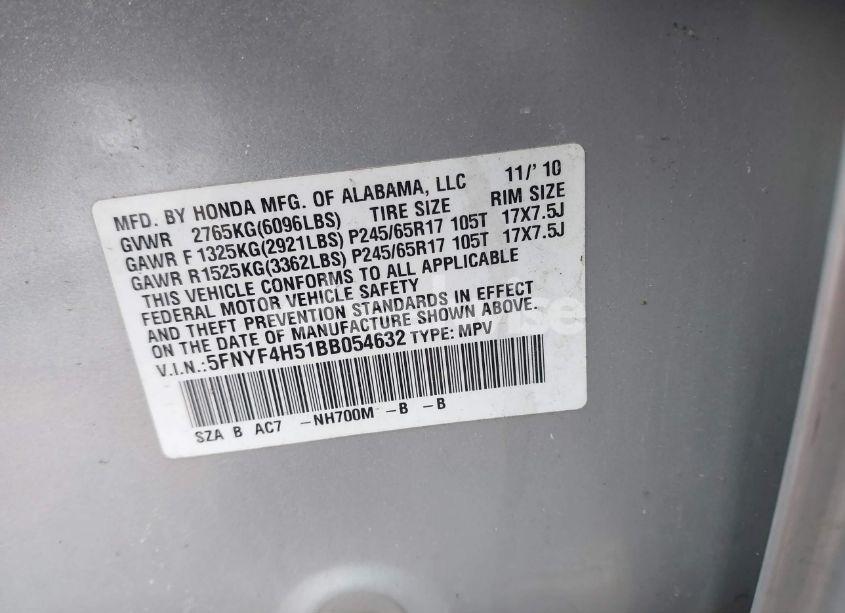 MFD. BY HONDA MFG. OF ALABAMA, LLC 11/' 10
GVWR 2765KG(6096LBS) TIRE SIZE RIM SIZE
GAWR F1325KG(2921LBS) P245/65R17 105T 17X7.5J
GAWR R1525KG(3362LBS) P245/65R17 105T 17X7.5J
THIS VEHICLE CONFORMS TO ALL APPLICABLE
FEDERAL MOTOR VEHICLE SAFETY
AND THEFT PREVENTION STANDARDS IN EFFECT
ON THE DATE OF MANUFACTURE SHOWN ABOVE.
V.I.N.:5FNYF4H51BB054632 TYPE: MPV
SZA B AC7 -NH700M -B -B